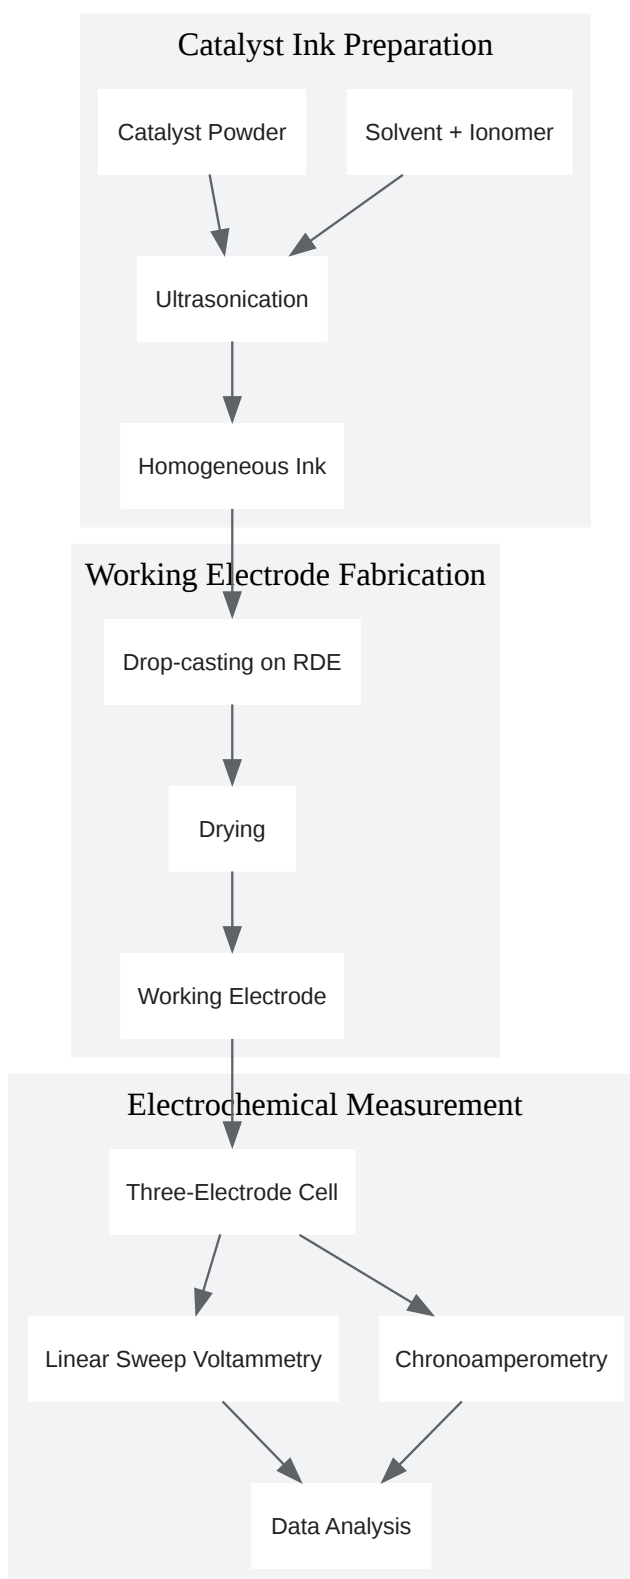 Catalyst Ink Preparation
Catalyst Powder
Solvent + Ionomer
Ultrasonication
Homogeneous Ink
Working Electrode Fabrication
Drop-casting on RDE
Drying
Working Electrode
Electrochemical Measurement
Three-Electrode Cell
Linear Sweep Voltammetry
Chronoamperometry
Data Analysis